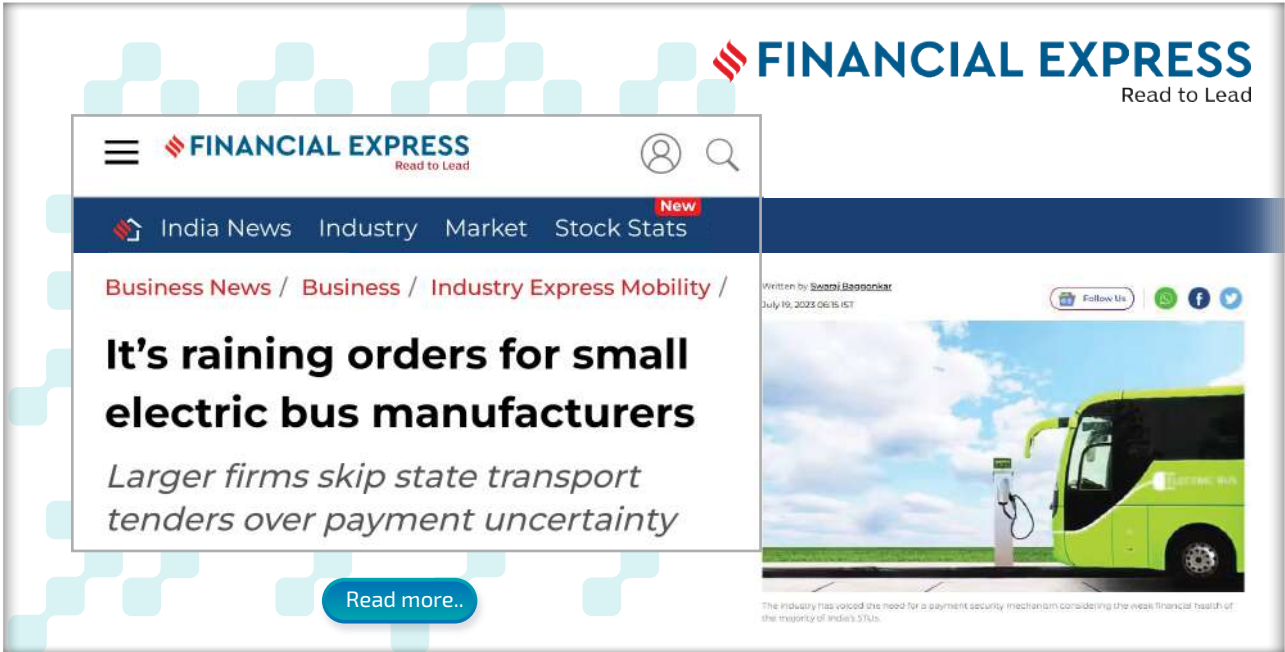 FINANCIAL EXPRESS
Read to Lead
FINANCIAL EXPRESS
Read to Lead
New
India News Industry Market Stock Stats
Business News / Business / Industry Express Mobility /
It's raining orders for small
electric bus manufacturers
Larger firms skip state transport
tenders over payment uncertainty
Read more..
Written by Swaraj Baggonkar
July 19, 2023 06:15 IST
Follow Us
ELECTRIC BUS
The industry has voiced the need for a payment security mechanism considering the weak financial health of
the majority of India's STUs.